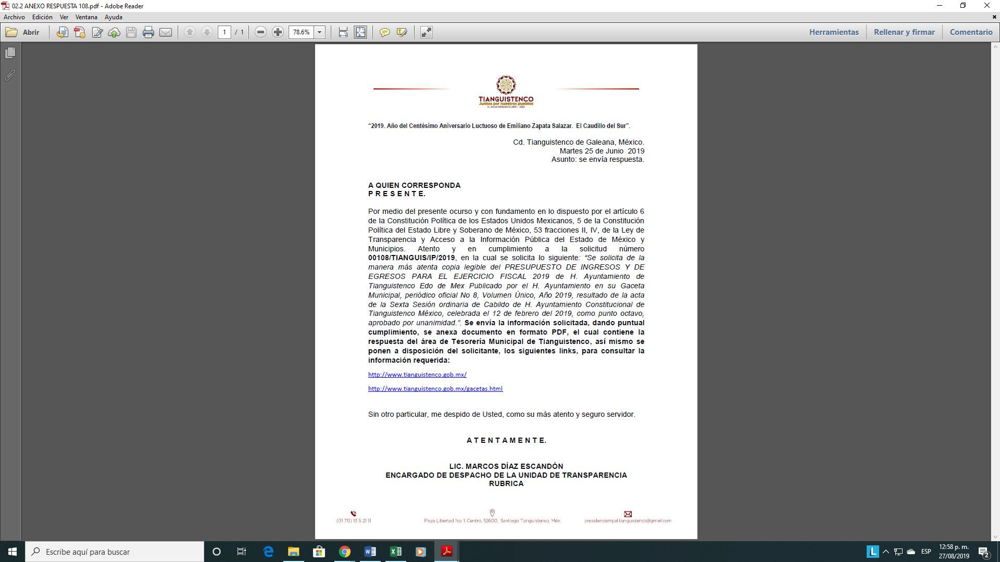 02.2 ANEXO RESPUESTA 108.pdf - Adobe Reader
Archivo Edición Ver Ventana Ayuda
Abrir 1 / 1 78.6% Herramientas Rellenar y firmar Comentario
TIANGUISTENCO
Juntos por nuestros pueblos
H. AYUNTAMIENTO 2019 - 2021
“2019. Año del Centésimo Aniversario Luctuoso de Emiliano Zapata Salazar. El Caudillo del Sur”.
Cd. Tianguistenco de Galeana, México.
Martes 25 de Junio 2019
Asunto: se envía respuesta.
A QUIEN CORRESPONDA
P R E S E N T E.
Por medio del presente ocurso y con fundamento en lo dispuesto por el artículo 6
de la Constitución Política de los Estados Unidos Mexicanos, 5 de la Constitución
Política del Estado Libre y Soberano de México, 53 fracciones II, IV, de la Ley de
Transparencia y Acceso a la Información Pública del Estado de México y
Municipios. Atento y en cumplimiento a la solicitud número
00108/TIANGUIS/IP/2019, en la cual se solicita lo siguiente: “Se solicita de la
manera más atenta copia legible del PRESUPUESTO DE INGRESOS Y DE
EGRESOS PARA EL EJERCICIO FISCAL 2019 de H. Ayuntamiento de
Tianguistenco Edo de Mex Publicado por el H. Ayuntamiento en su Gaceta
Municipal, periódico oficial No 8, Volumen Único, Año 2019, resultado de la acta
de la Sexta Sesión ordinaria de Cabildo de H. Ayuntamiento Constitucional de
Tianguistenco México, celebrada el 12 de febrero del 2019, como punto octavo,
aprobado por unanimidad.”. Se envía la información solicitada, dando puntual
cumplimiento, se anexa documento en formato PDF, el cual contiene la
respuesta del área de Tesorería Municipal de Tianguistenco, así mismo se
ponen a disposición del solicitante, los siguientes links, para consultar la
información requerida:
http://www.tianguistenco.gob.mx/
http://www.tianguistenco.gob.mx/gacetas.html
Sin otro particular, me despido de Usted, como su más atento y seguro servidor.
A T E N T A M E N T E.
LIC. MARCOS DÍAZ ESCANDÓN
ENCARGADO DE DESPACHO DE LA UNIDAD DE TRANSPARENCIA
RUBRICA
(01 713) 13 5 21 51 Plaza Libertad No. 1, Centro, 52600, Santiago Tianguistenco, Méx. presidenciampal.tianguistenco@gmail.com
Escribe aquí para buscar
ESP
12:58 p. m.
27/08/2019
2